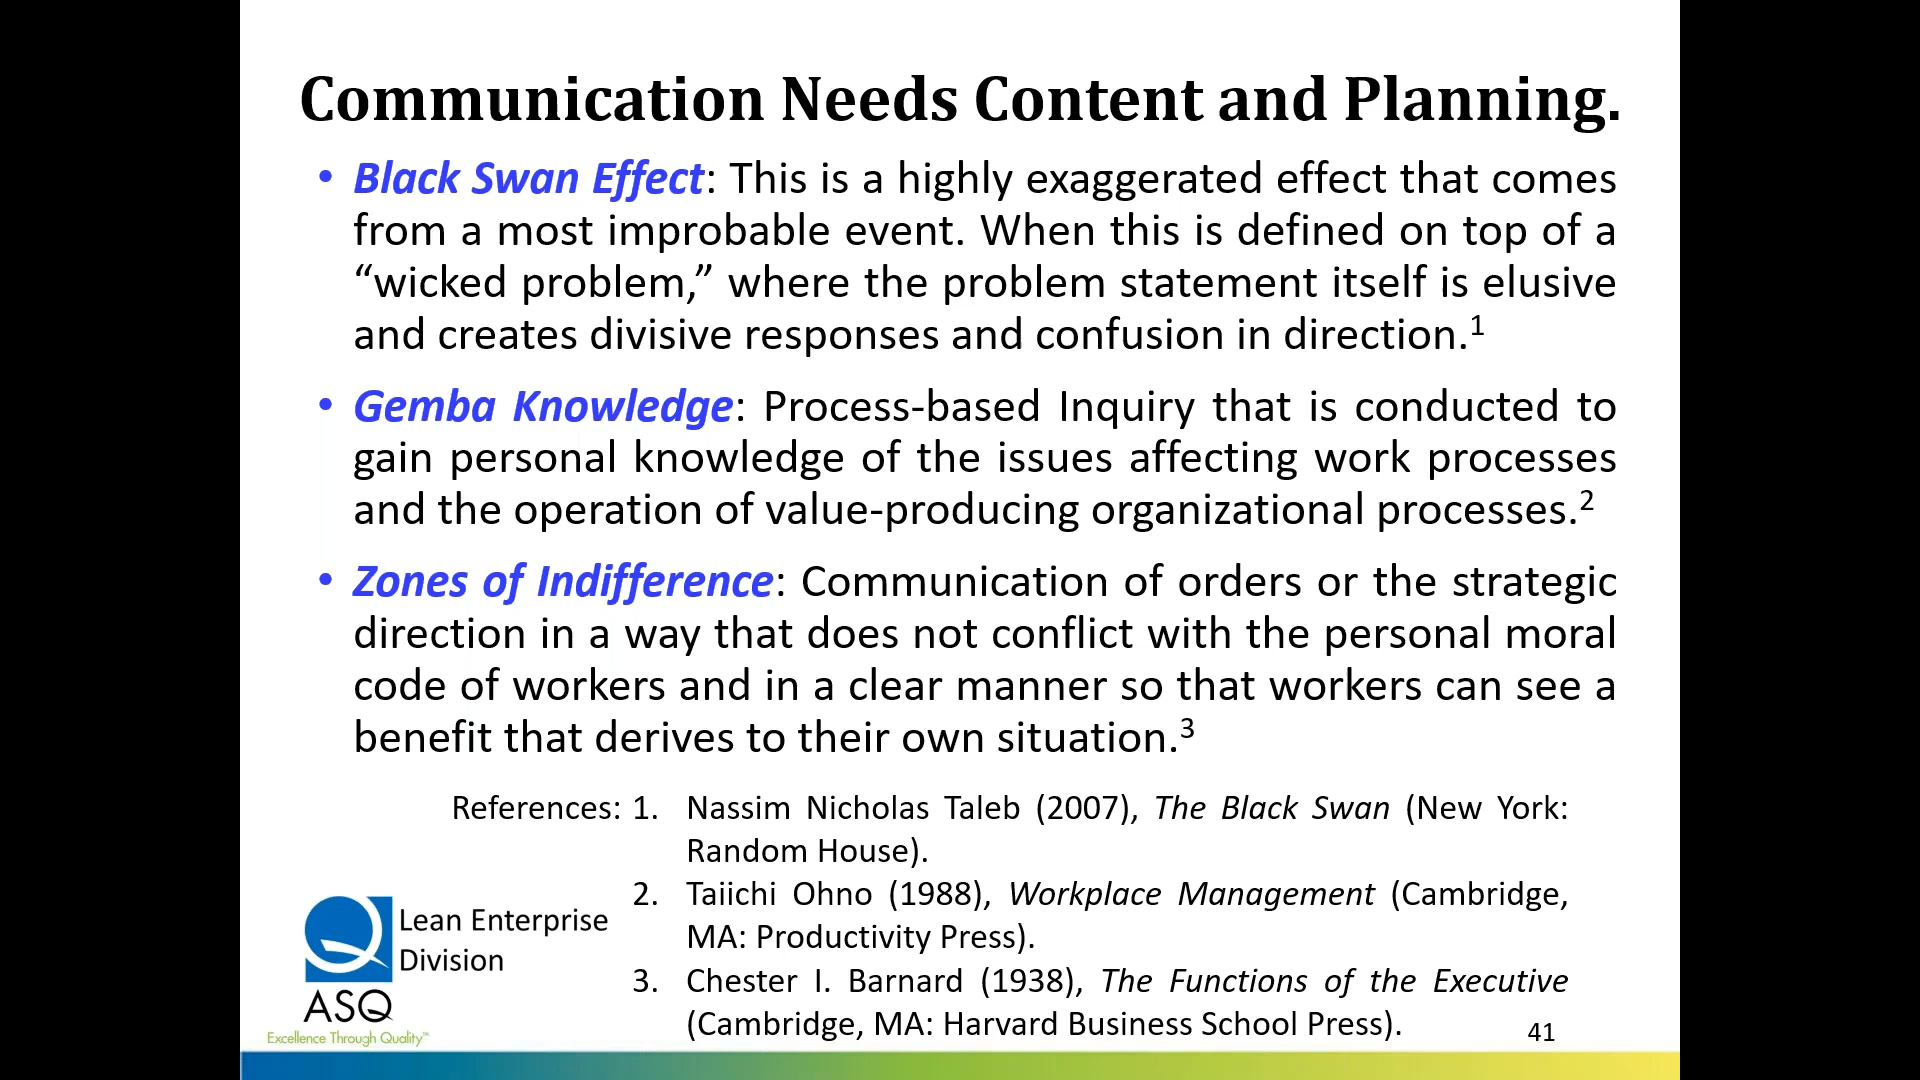 Communication Needs Content and Planning.
• Black Swan Effect: This is a highly exaggerated effect that comes
from a most improbable event. When this is defined on top of a
“wicked problem,” where the problem statement itself is elusive
and creates divisive responses and confusion in direction.1
• Gemba Knowledge: Process-based Inquiry that is conducted to
gain personal knowledge of the issues affecting work processes
and the operation of value-producing organizational processes.2
• Zones of Indifference: Communication of orders or the strategic
direction in a way that does not conflict with the personal moral
code of workers and in a clear manner so that workers can see a
benefit that derives to their own situation.3
References: 1. Nassim Nicholas Taleb (2007), The Black Swan (New York:
Random House).
2. Taiichi Ohno (1988), Workplace Management (Cambridge,
MA: Productivity Press).
3. Chester I. Barnard (1938), The Functions of the Executive
(Cambridge, MA: Harvard Business School Press).
Lean Enterprise
Division
ASQ
Excellence Through Quality™
41